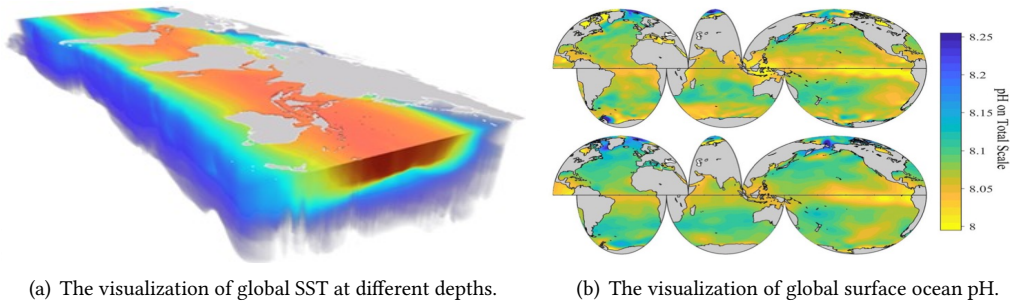 8.25
8.2
8.15
8.1
8.05
8
pH on Total Scale
(a) The visualization of global SST at different depths.
(b) The visualization of global surface ocean pH.